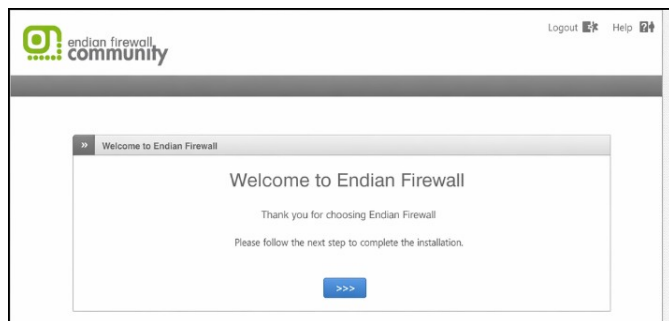 Logout Help
endian firewall
community
» Welcome to Endian Firewall
Welcome to Endian Firewall
Thank you for choosing Endian Firewall
Please follow the next step to complete the installation.
>>>